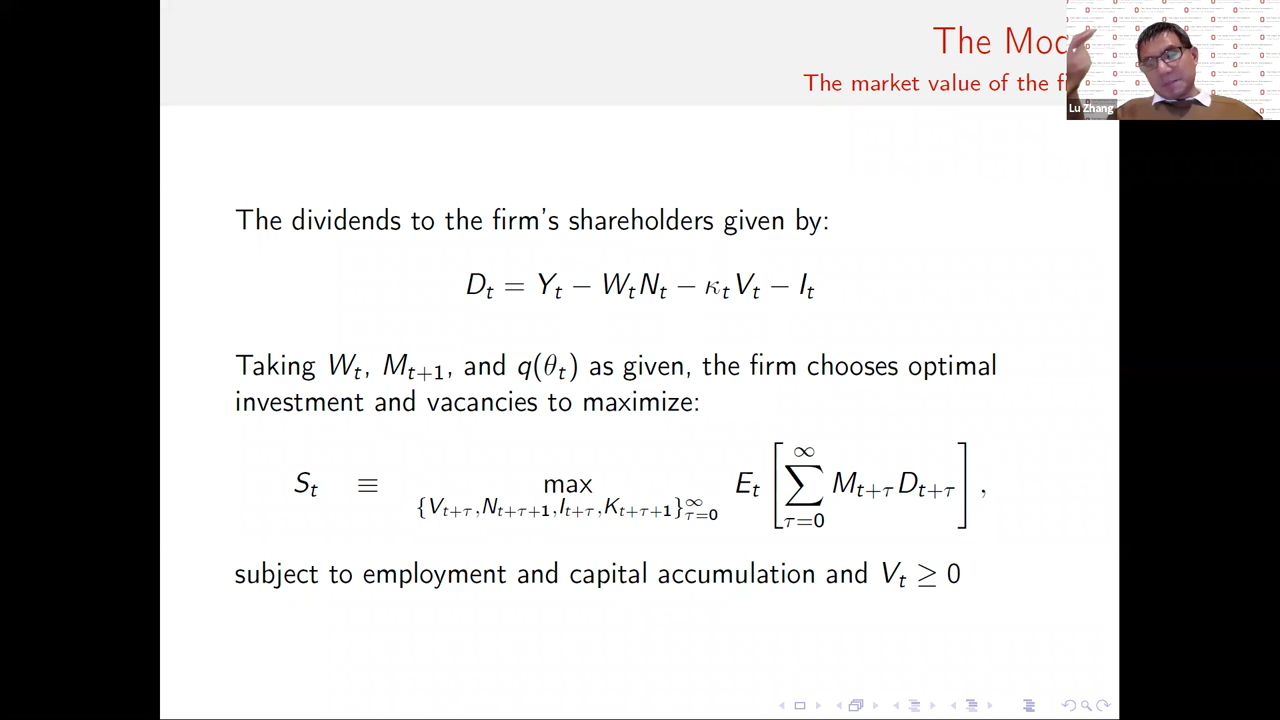 The Mod
The market value of the f
Lu Zhang
The dividends to the firm's shareholders given by:
D_t = Y_t − W_t N_t − κ_t V_t − I_t
Taking W_t, M_{t+1}, and q(θ_t) as given, the firm chooses optimal
investment and vacancies to maximize:
S_t ≡ max_{\{V_{t+τ}, N_{t+τ+1}, I_{t+τ}, K_{t+τ+1}\}_{τ=0}^{∞}} E_t [ ∑_{τ=0}^{∞} M_{t+τ} D_{t+τ} ] ,
subject to employment and capital accumulation and V_t ≥ 0